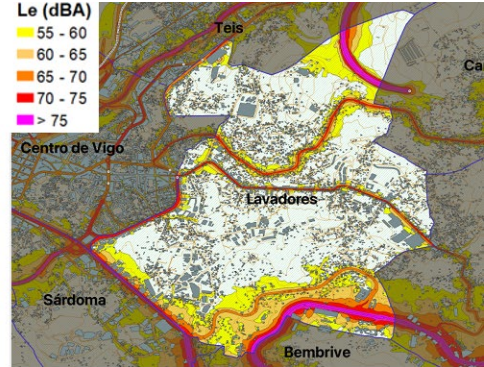 Le (dBA)
55 - 60
60 - 65
65 - 70
70 - 75
> 75
Teis
Ca
Centro de Vigo
Lavadores
Sárdoma
Bembrive